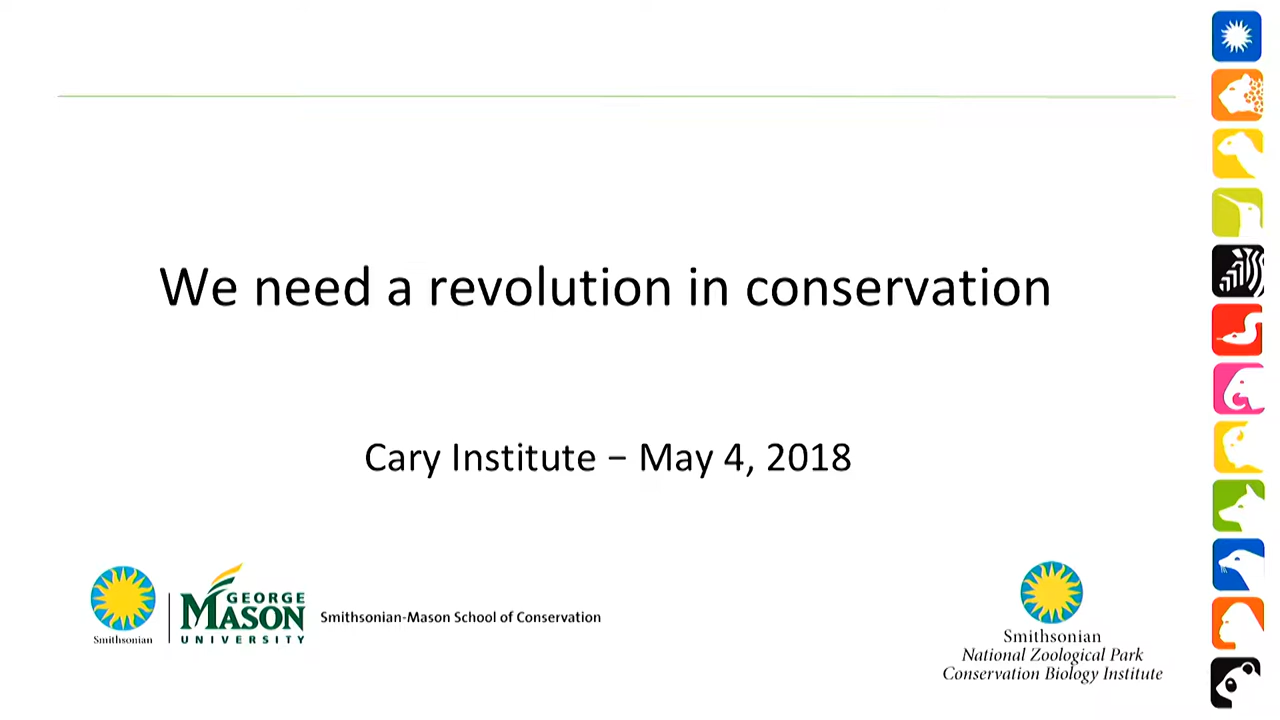 We need a revolution in conservation
Cary Institute – May 4, 2018
Smithsonian
GEORGE
MASON
UNIVERSITY
Smithsonian-Mason School of Conservation
Smithsonian
National Zoological Park
Conservation Biology Institute